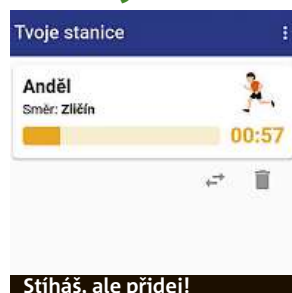 Tvoje stanice
Anděl
Směr: Zličín
00:57
Stíháš, ale přidej!